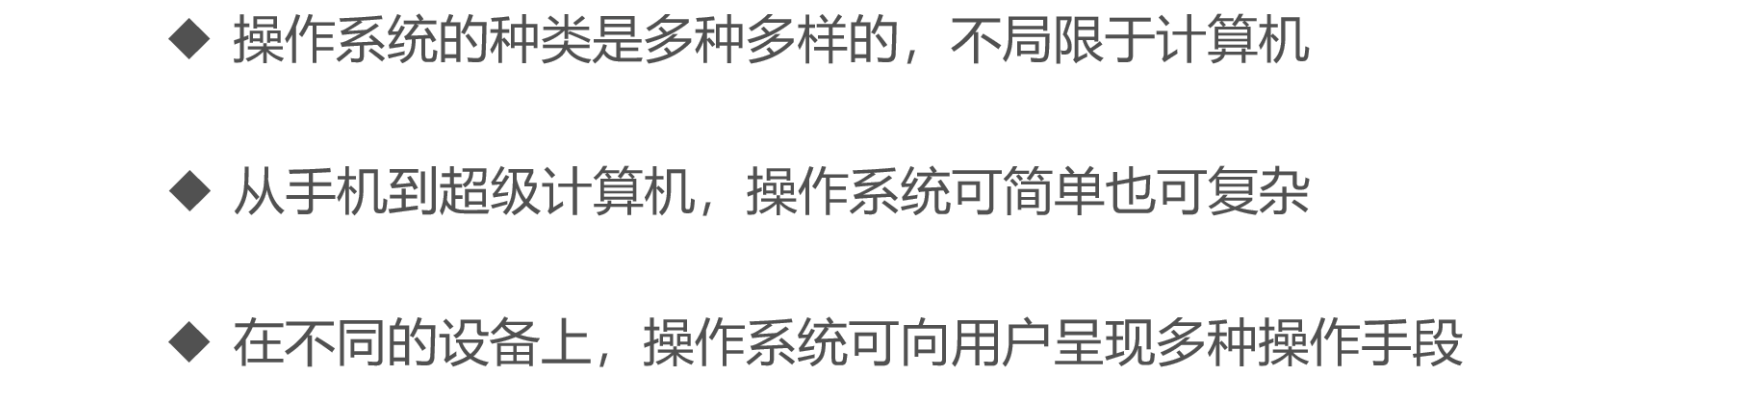 ◆ 操作系统的种类是多种多样的，不局限于计算机
◆ 从手机到超级计算机，操作系统可简单也可复杂
◆ 在不同的设备上，操作系统可向用户呈现多种操作手段